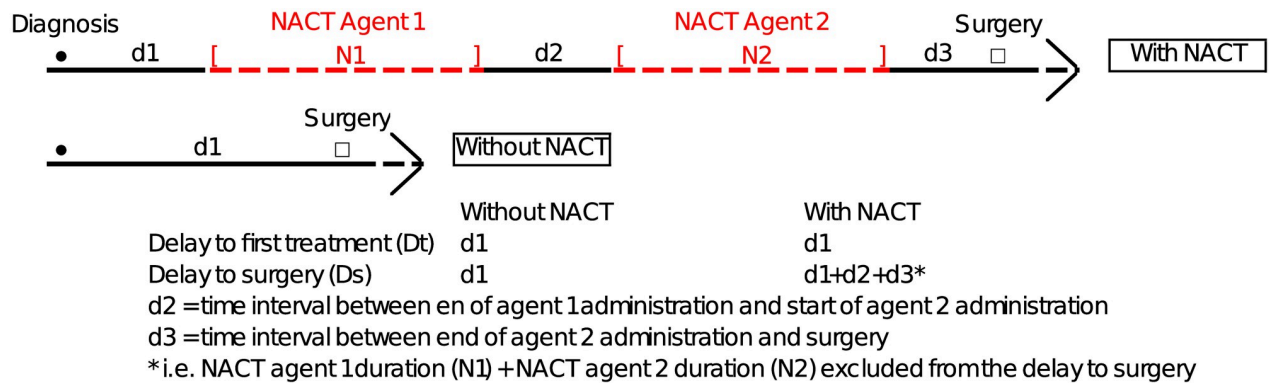 Diagnosis NACT Agent 1 NACT Agent 2 Surgery
d1 [ N1 ] d2 [ N2 ] d3 With NACT
Surgery
d1 Without NACT
Without NACT With NACT
Delay to first treatment (Dt) d1 d1
Delay to surgery (Ds) d1 d1+d2+d3*
d2 = time interval between en of agent 1 administration and start of agent 2 administration
d3 = time interval between end of agent 2 administration and surgery
* i.e. NACT agent 1 duration (N1) + NACT agent 2 duration (N2) excluded from the delay to surgery